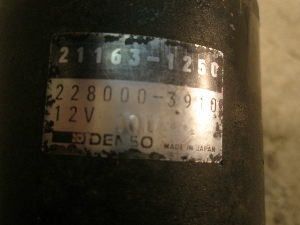 21163-1250
228000-3910
12V
DENSO MADE IN JAPAN